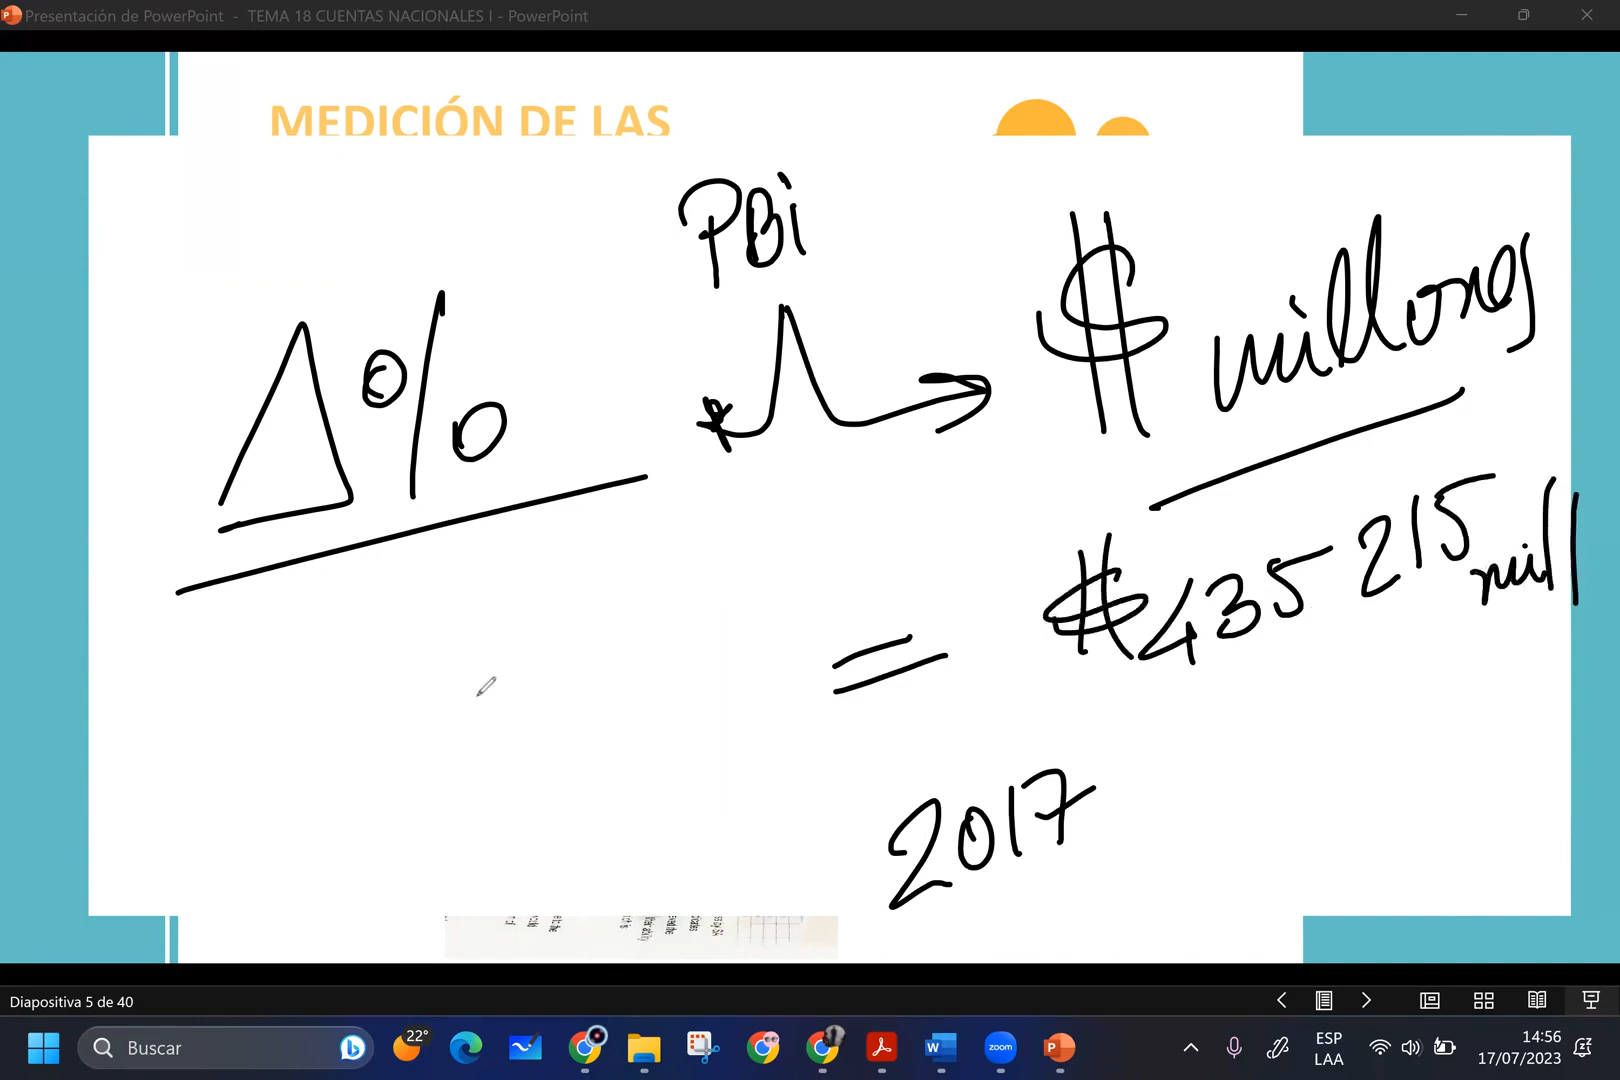 Presentación de PowerPoint - TEMA 18 CUENTAS NACIONALES I - PowerPoint
MEDICIÓN DE LAS
PBi
Δ%
$ millones
= $ 435 215 mill
2017
Diapositiva 5 de 40
Buscar
22°
zoom
ESP
LAA
14:56
17/07/2023